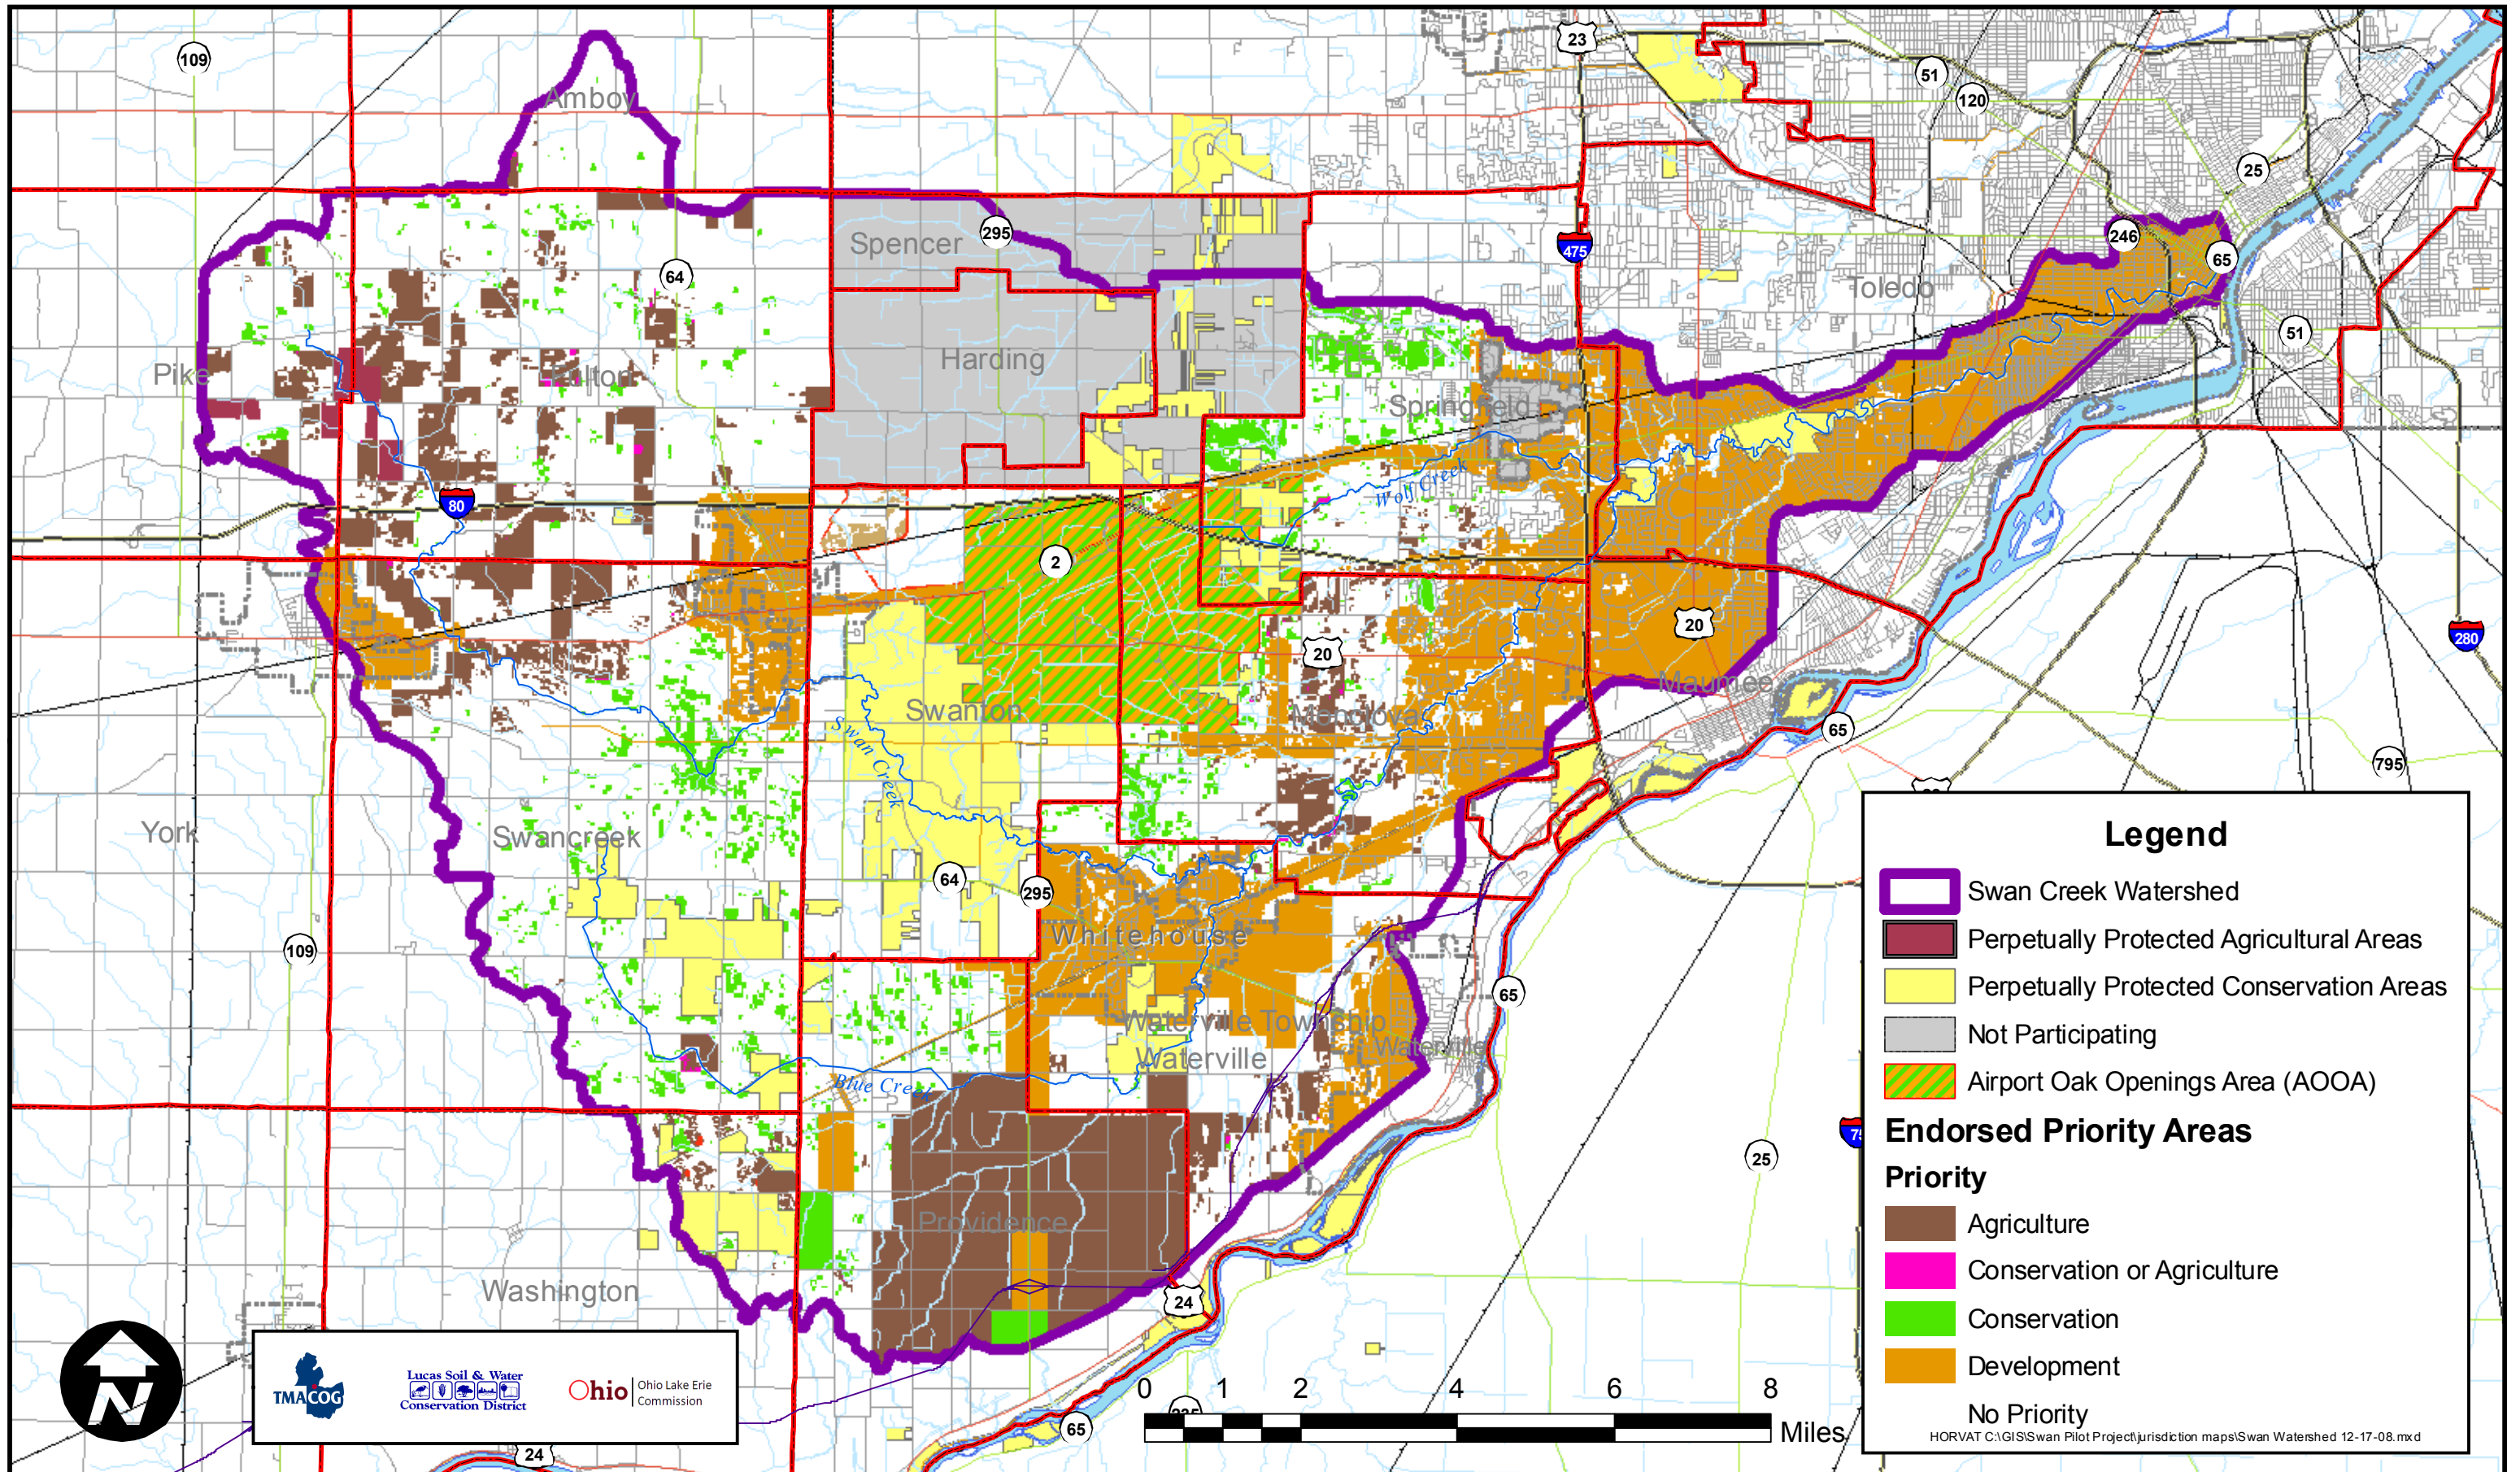 109
Amboy
23
51
120
25
Spencer
295
475
246
65
64
Toledo
51
Harding
Pike
Fulton
Springfield
Wolf Creek
80
2
20
20
280
Swanton
Monclova
Maumee
65
795
Swan Creek
York
Swancreek
64
295
109
Whitehouse
65
Waterville Township
Waterville
Waterville
Blue Creek
25
75
Providence
Washington
24
65
24
Legend
Swan Creek Watershed
Perpetually Protected Agricultural Areas
Perpetually Protected Conservation Areas
Not Participating
Airport Oak Openings Area (AOOA)
Endorsed Priority Areas
Priority
Agriculture
Conservation or Agriculture
Conservation
Development
No Priority
HORVAT C:\GIS\Swan Pilot Project\jurisdiction maps\Swan Watershed 12-17-08.mxd
N
TMACOG
Lucas Soil & Water
Conservation District
Ohio
Ohio Lake Erie
Commission
0 1 2 4 6 8
Miles